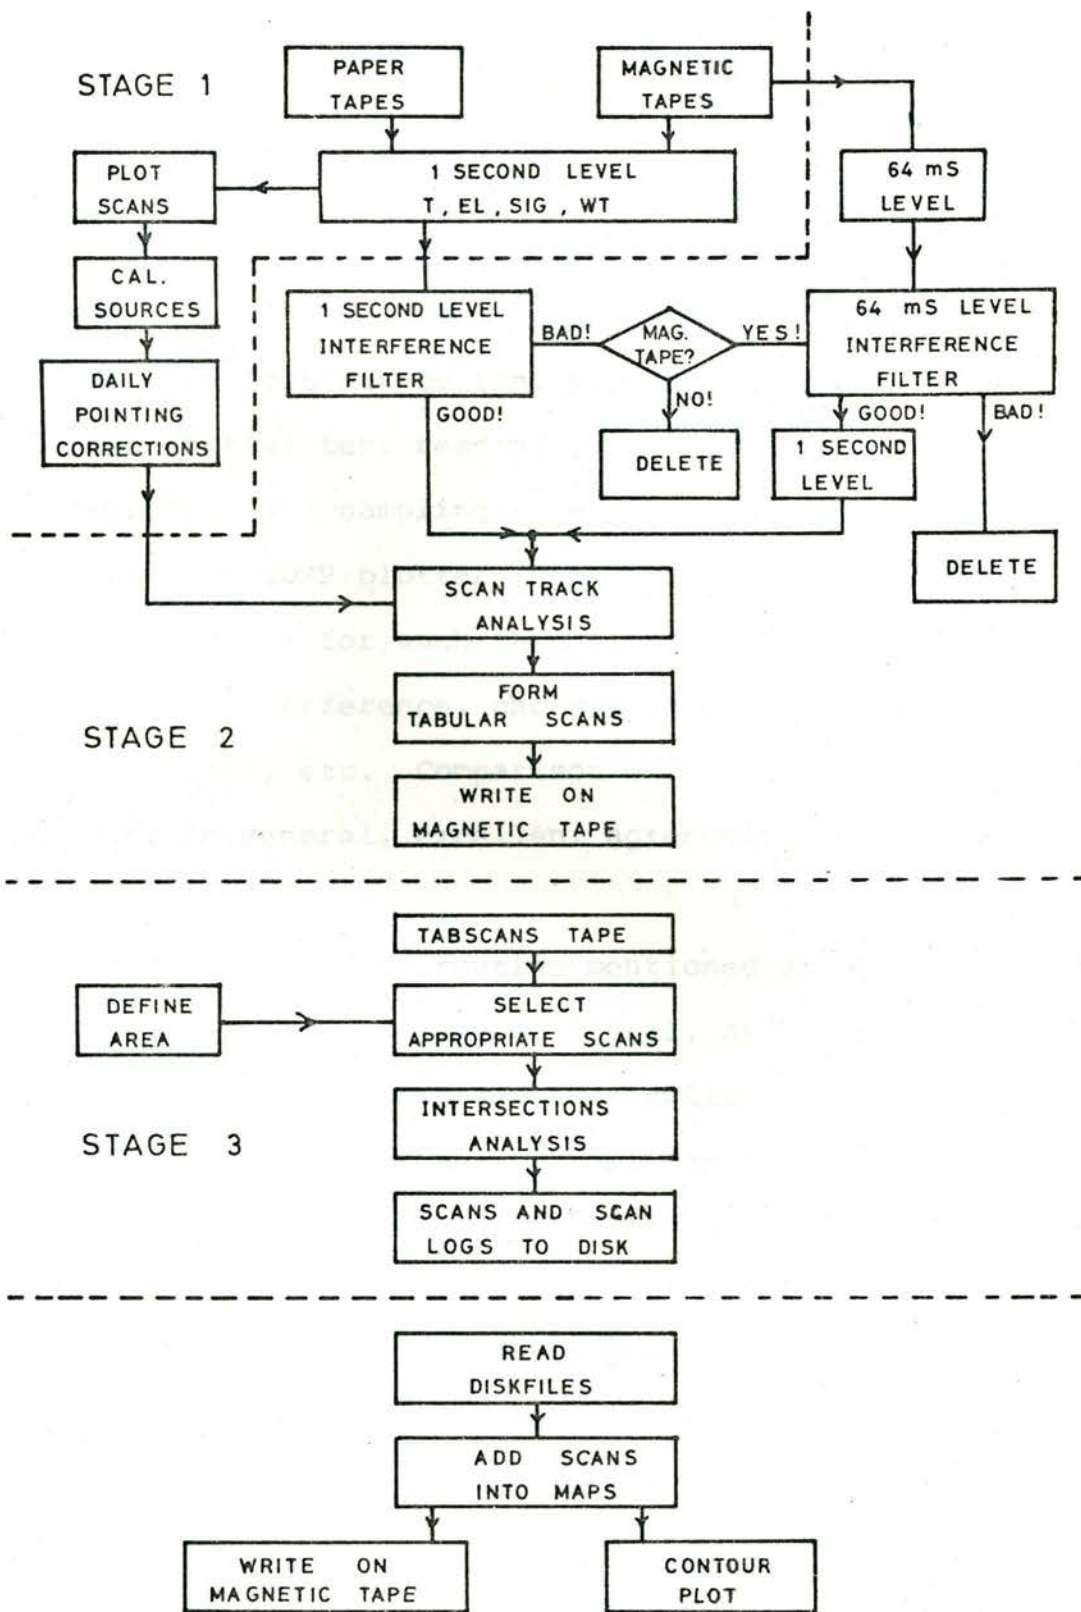 STAGE 1
PAPER
TAPES
MAGNETIC
TAPES
PLOT
SCANS
1 SECOND LEVEL
T, EL, SIG, WT
64 mS
LEVEL
CAL.
SOURCES
1 SECOND LEVEL
INTERFERENCE
FILTER
BAD!
MAG.
TAPE?
YES!
64 mS LEVEL
INTERFERENCE
FILTER
DAILY
POINTING
CORRECTIONS
GOOD!
NO!
GOOD!
BAD!
DELETE
1 SECOND
LEVEL
DELETE
SCAN TRACK
ANALYSIS
FORM
TABULAR SCANS
STAGE 2
WRITE ON
MAGNETIC TAPE
TABSCANS TAPE
DEFINE
AREA
SELECT
APPROPRIATE SCANS
INTERSECTIONS
ANALYSIS
STAGE 3
SCANS AND SCAN
LOGS TO DISK
READ
DISKFILES
ADD SCANS
INTO MAPS
WRITE ON
MAGNETIC TAPE
CONTOUR
PLOT